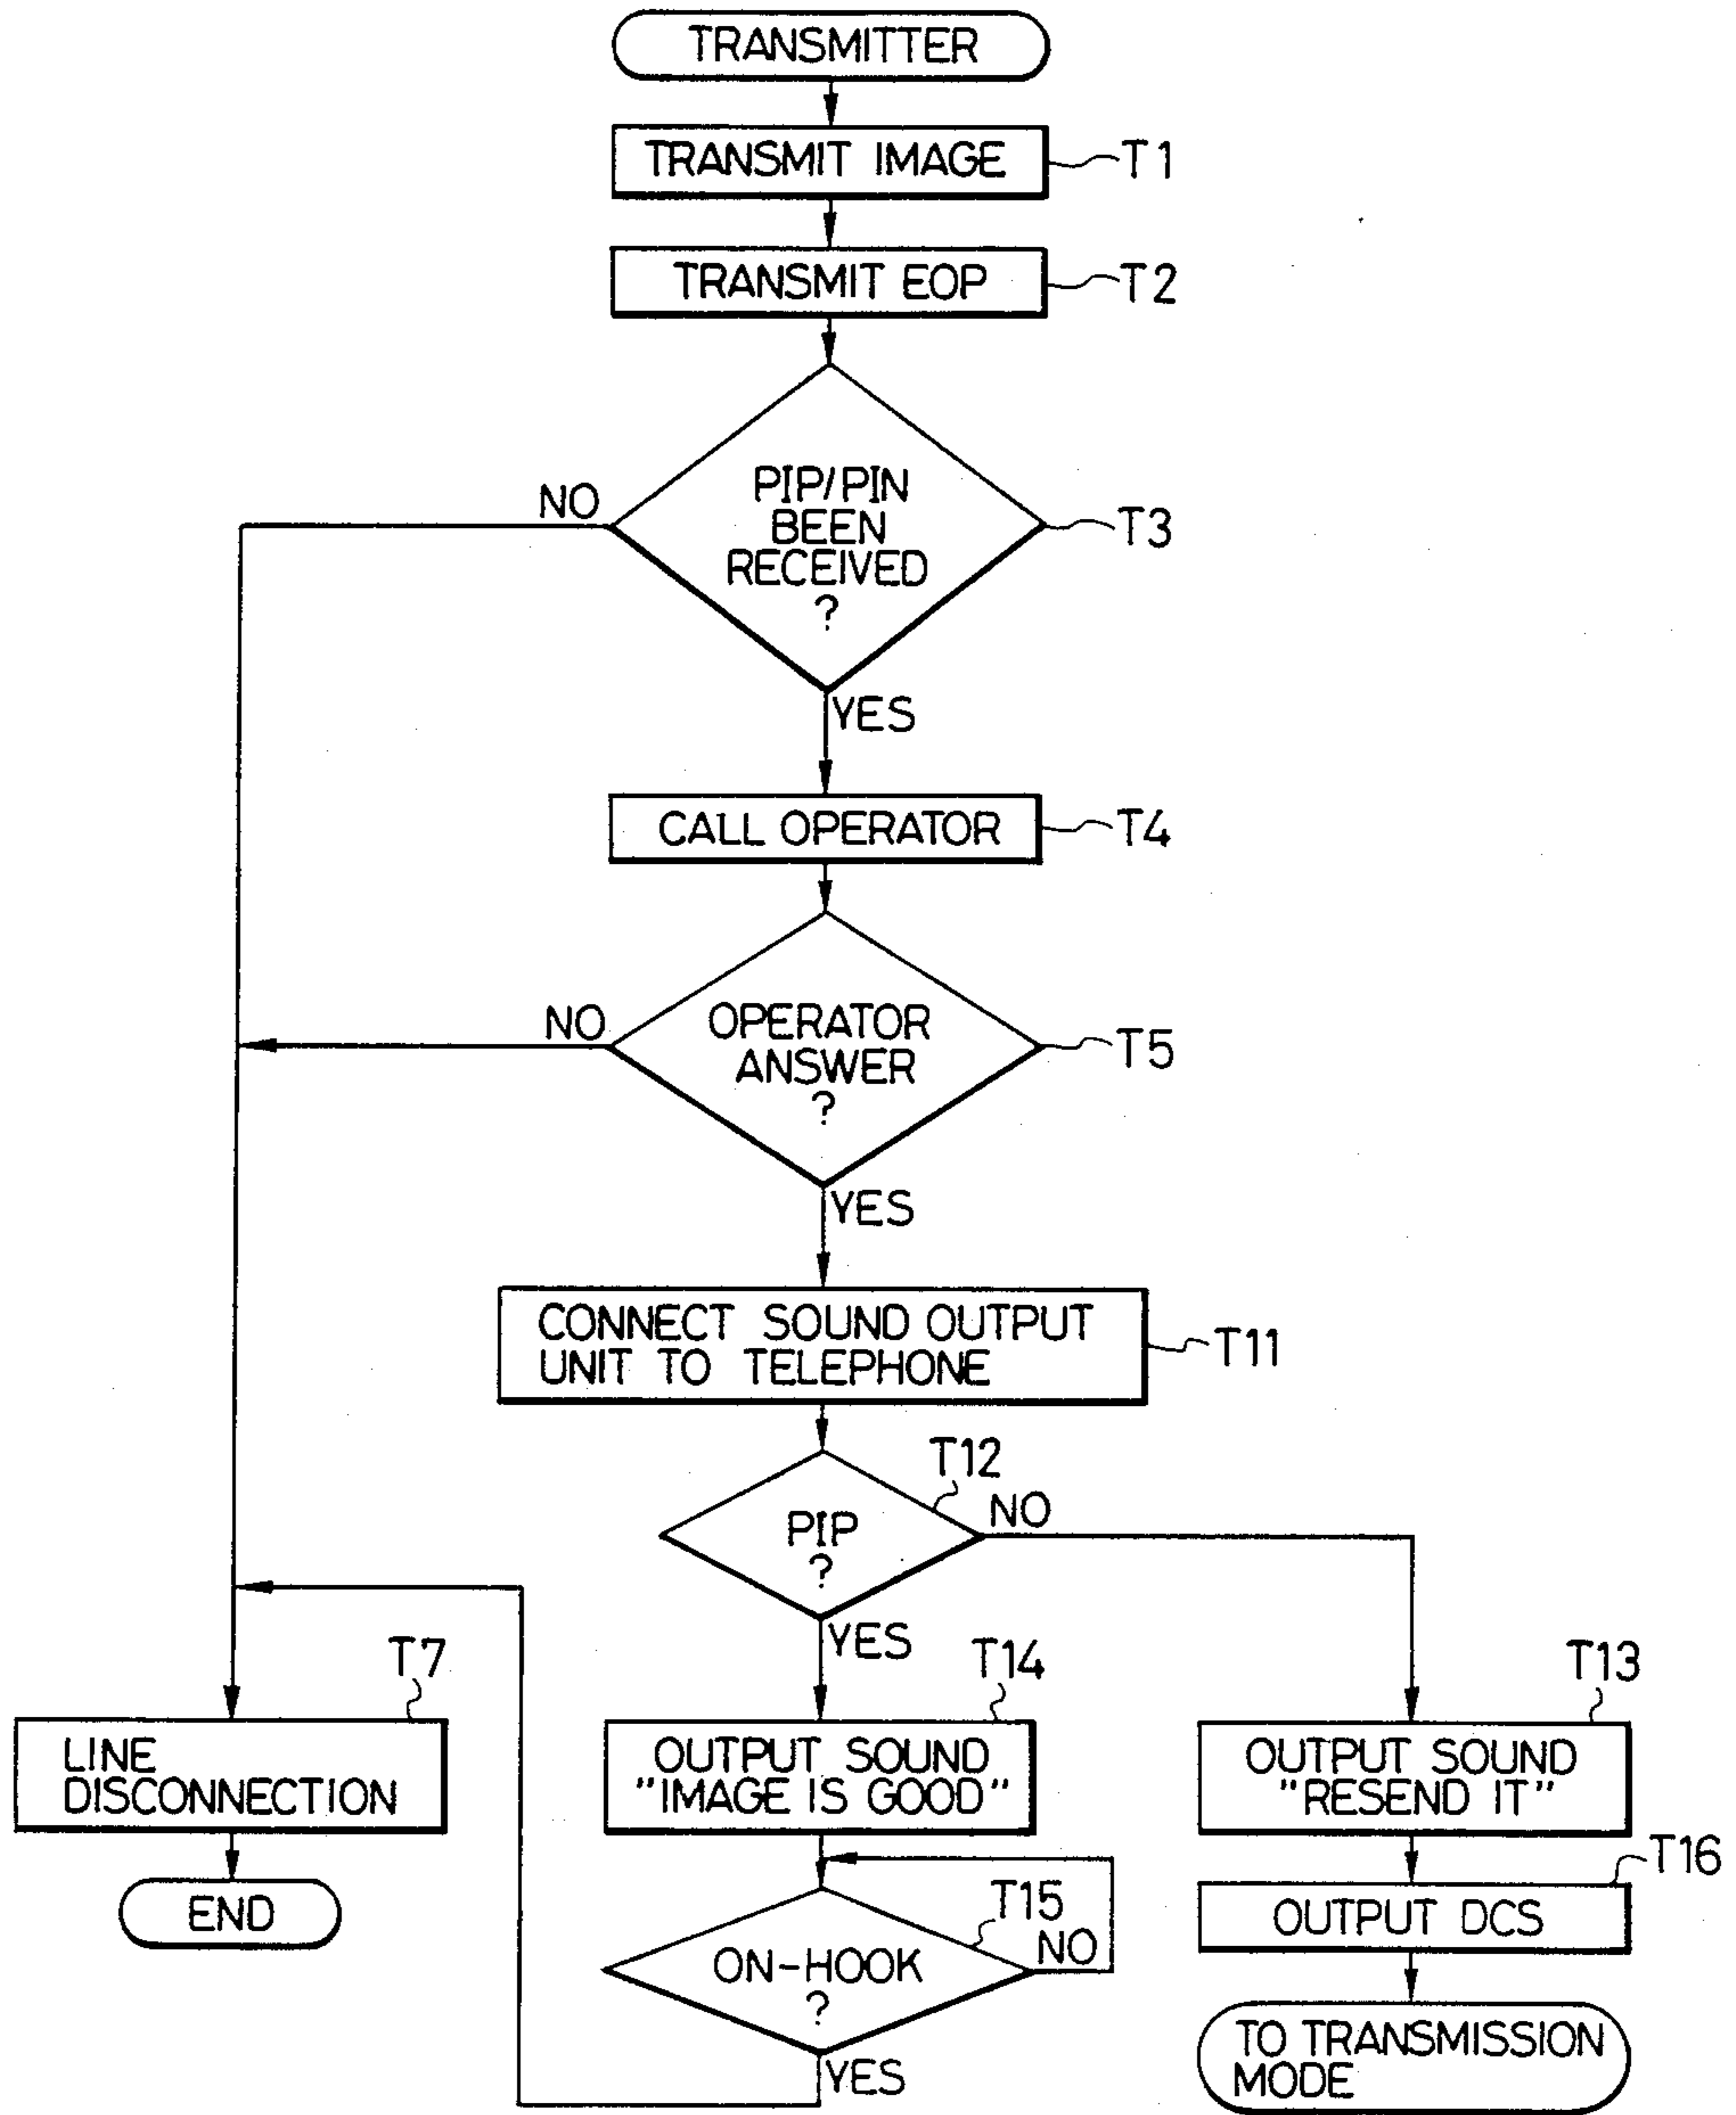 TRANSMITTER
TRANSMIT IMAGE
T1
TRANSMIT EOP
T2
NO
PIP/PIN
BEEN
RECEIVED
?
T3
YES
CALL OPERATOR
T4
NO
OPERATOR
ANSWER
?
T5
YES
CONNECT SOUND OUTPUT
UNIT TO TELEPHONE
T11
T12
PIP
?
NO
YES
T7
T14
T13
LINE
DISCONNECTION
OUTPUT SOUND
"IMAGE IS GOOD"
OUTPUT SOUND
"RESEND IT"
T16
END
T15
ON-HOOK
?
NO
OUTPUT DCS
YES
TO TRANSMISSION
MODE